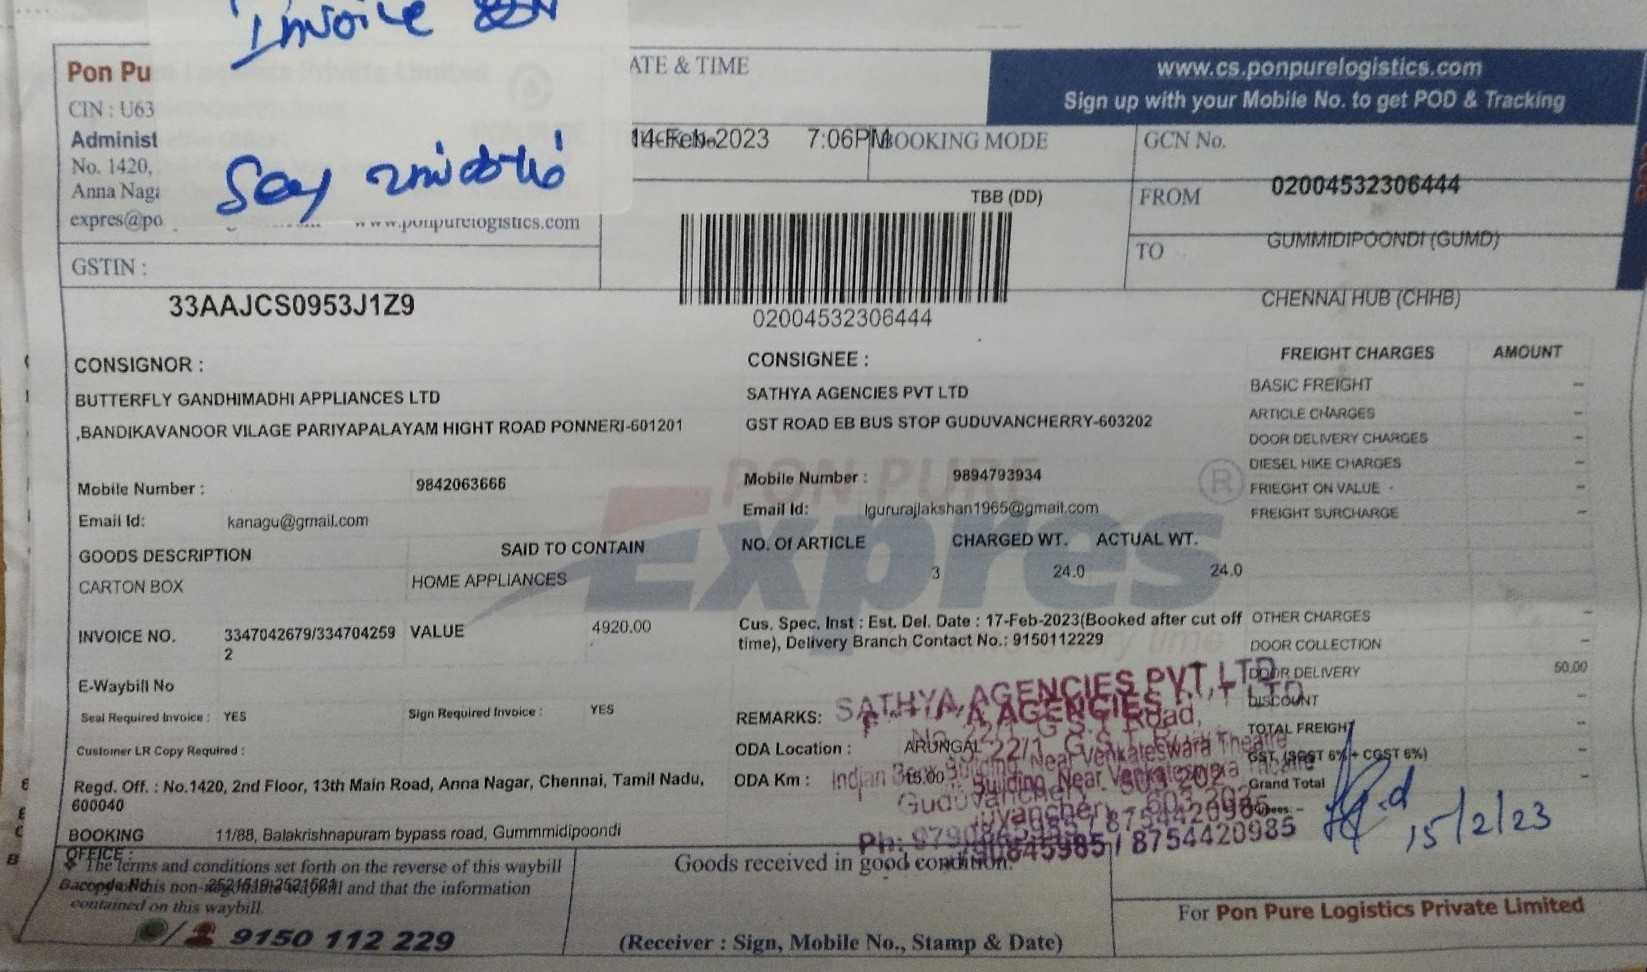 Invoice
Seal
Pon Pu
CIN : U63
Administ
No. 1420,
Anna Naga
expres@po
www.ponpurelogistics.com
GSTIN :
33AAJCS0953J1Z9
ATE & TIME
14-Feb-2023 7:06PM
BOOKING MODE
TBB (DD)
02004532306444
www.cs.ponpurelogistics.com
Sign up with your Mobile No. to get POD & Tracking
GCN No.
02004532306444
FROM
GUMMIDIPOONDI (GUMD)
TO
CHENNAI HUB (CHHB)
CONSIGNOR :
BUTTERFLY GANDHIMADHI APPLIANCES LTD
,BANDIKAVANOOR VILAGE PARIYAPALAYAM HIGHT ROAD PONNERI-601201
Mobile Number : 9842063666
Email Id: kanagu@gmail.com
CONSIGNEE :
SATHYA AGENCIES PVT LTD
GST ROAD EB BUS STOP GUDUVANCHERRY-603202
Mobile Number : 9894793934
Email Id: lgururajlakshan1965@gmail.com
PON PURE
Expres
GOODS DESCRIPTION SAID TO CONTAIN NO. Of ARTICLE CHARGED WT. ACTUAL WT.
CARTON BOX HOME APPLIANCES 3 24.0 24.0
INVOICE NO. 3347042679/334704259 VALUE 4920.00
2
Cus. Spec. Inst : Est. Del. Date : 17-Feb-2023(Booked after cut off
time), Delivery Branch Contact No.: 9150112229
E-Waybill No
Seal Required Invoice : YES Sign Required Invoice : YES
Customer LR Copy Required :
Regd. Off. : No.1420, 2nd Floor, 13th Main Road, Anna Nagar, Chennai, Tamil Nadu,
600040
BOOKING 11/88, Balakrishnapuram bypass road, Gummmidipoondi
OFFICE :
REMARKS:
ODA Location : ARUNGAL
ODA Km : 15.00
FREIGHT CHARGES AMOUNT
BASIC FREIGHT –
ARTICLE CHARGES –
DOOR DELIVERY CHARGES –
DIESEL HIKE CHARGES –
FRIEGHT ON VALUE –
FREIGHT SURCHARGE –
OTHER CHARGES –
DOOR COLLECTION –
DOOR DELIVERY 50.00
DISCOUNT –
TOTAL FREIGHT –
GST. (SGST 6% + CGST 6%) –
Grand Total –
SATHYA AGENCIES PVT LTD
Near Venkateswara Theatre
8754420985
15/2/23
The terms and conditions set forth on the reverse of this waybill
and that the information
contained on this waybill.
9150 112 229
Goods received in good condition.
(Receiver : Sign, Mobile No., Stamp & Date)
For Pon Pure Logistics Private Limited